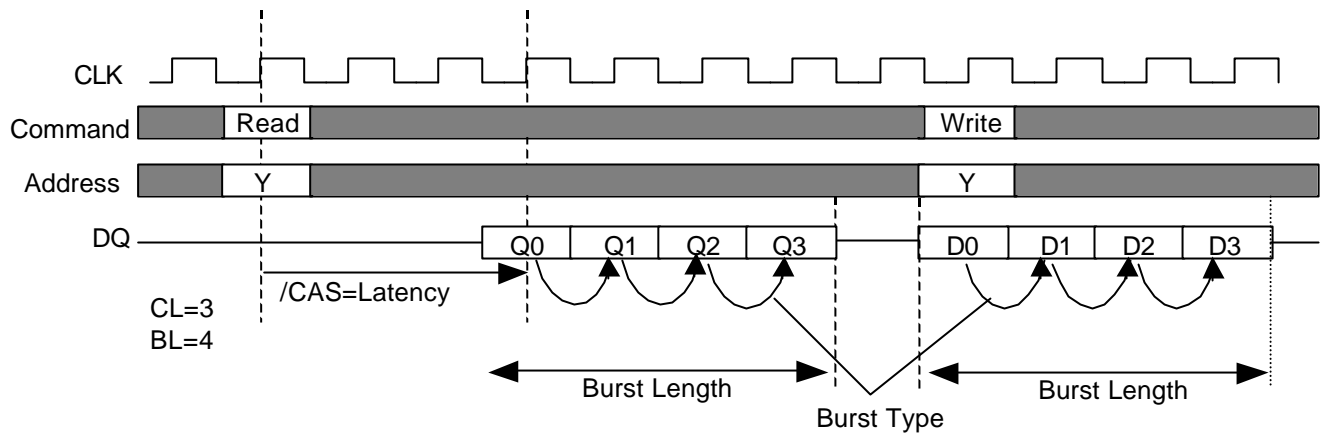 CLK
Command Read Write
Address Y Y
DQ Q0 Q1 Q2 Q3 D0 D1 D2 D3
/CAS=Latency
CL=3
BL=4
Burst Length Burst Length
Burst Type